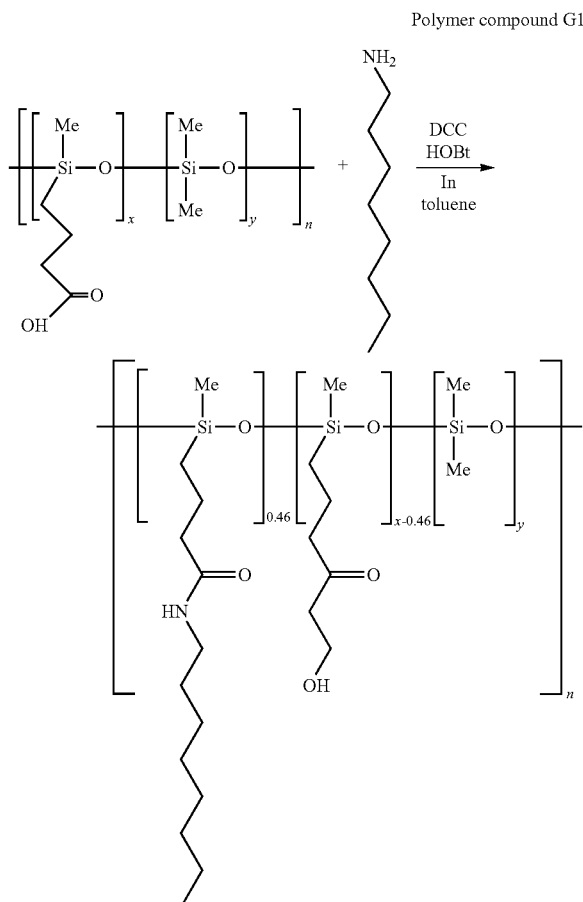 Polymer compound G1
NH2
Me
Me
DCC
HOBt
In
toluene
Si
O
Si
O
+
x
Me
y
n
O
OH
Me
Me
Me
Si
O
Si
O
Si
O
0.46
x-0.46
Me
y
O
O
HN
OH
n